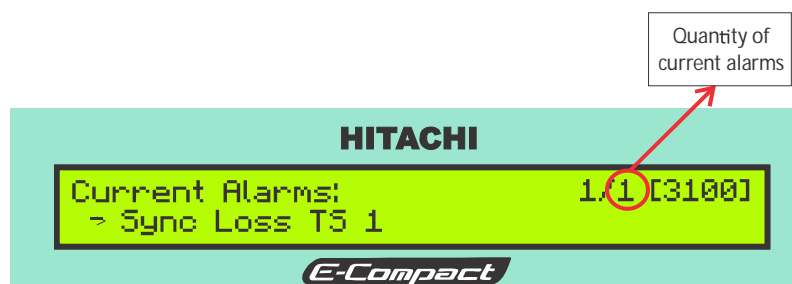 Quantity of
current alarms
HITACHI
Current Alarms: 1/1 [3100]
→ Sync Loss TS 1
E-Compact